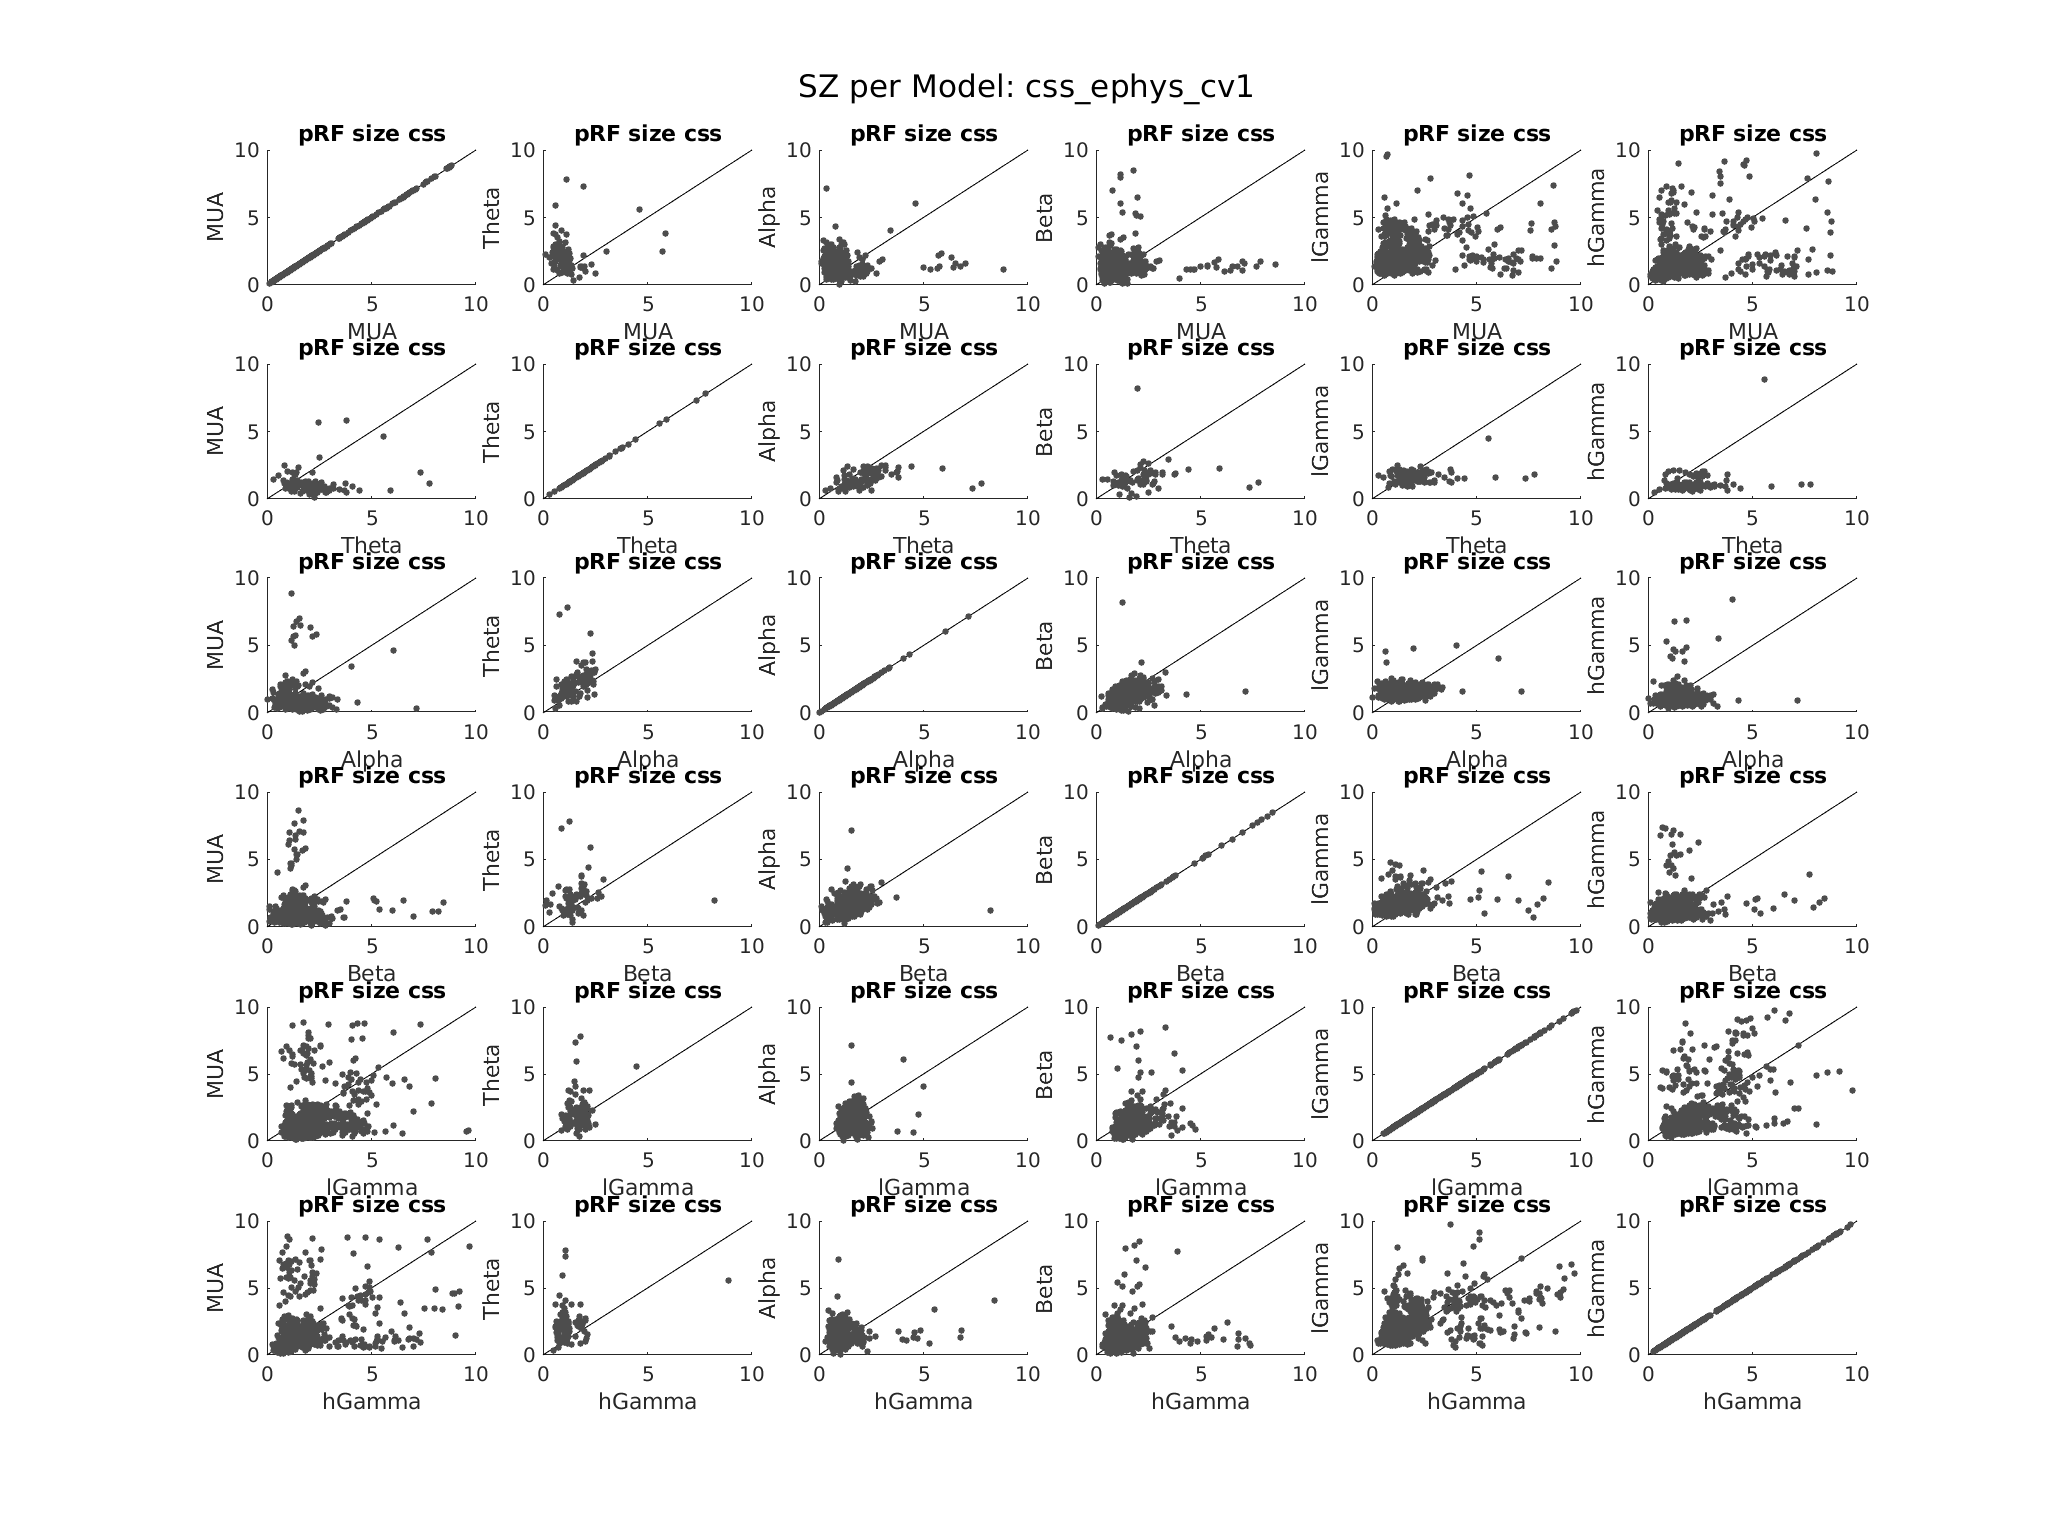 SZ per Model: css_ephys_cv1
pRF size css pRF size css pRF size css pRF size css pRF size css pRF size css
10 10 10 10 10 10
MUA Theta Alpha Beta lGamma hGamma
5 5 5 5 5 5
0 0 0 0 0 0
0 5 10 0 5 10 0 5 10 0 5 10 0 5 10 0 5 10
MUA MUA MUA MUA MUA MUA
pRF size css pRF size css pRF size css pRF size css pRF size css pRF size css
10 10 10 10 10 10
MUA Theta Alpha Beta lGamma hGamma
5 5 5 5 5 5
0 0 0 0 0 0
0 5 10 0 5 10 0 5 10 0 5 10 0 5 10 0 5 10
Theta Theta Theta Theta Theta Theta
pRF size css pRF size css pRF size css pRF size css pRF size css pRF size css
10 10 10 10 10 10
MUA Theta Alpha Beta lGamma hGamma
5 5 5 5 5 5
0 0 0 0 0 0
0 5 10 0 5 10 0 5 10 0 5 10 0 5 10 0 5 10
Alpha Alpha Alpha Alpha Alpha Alpha
pRF size css pRF size css pRF size css pRF size css pRF size css pRF size css
10 10 10 10 10 10
MUA Theta Alpha Beta lGamma hGamma
5 5 5 5 5 5
0 0 0 0 0 0
0 5 10 0 5 10 0 5 10 0 5 10 0 5 10 0 5 10
Beta Beta Beta Beta Beta Beta
pRF size css pRF size css pRF size css pRF size css pRF size css pRF size css
10 10 10 10 10 10
MUA Theta Alpha Beta lGamma hGamma
5 5 5 5 5 5
0 0 0 0 0 0
0 5 10 0 5 10 0 5 10 0 5 10 0 5 10 0 5 10
lGamma lGamma lGamma lGamma lGamma lGamma
pRF size css pRF size css pRF size css pRF size css pRF size css pRF size css
10 10 10 10 10 10
MUA Theta Alpha Beta lGamma hGamma
5 5 5 5 5 5
0 0 0 0 0 0
0 5 10 0 5 10 0 5 10 0 5 10 0 5 10 0 5 10
hGamma hGamma hGamma hGamma hGamma hGamma